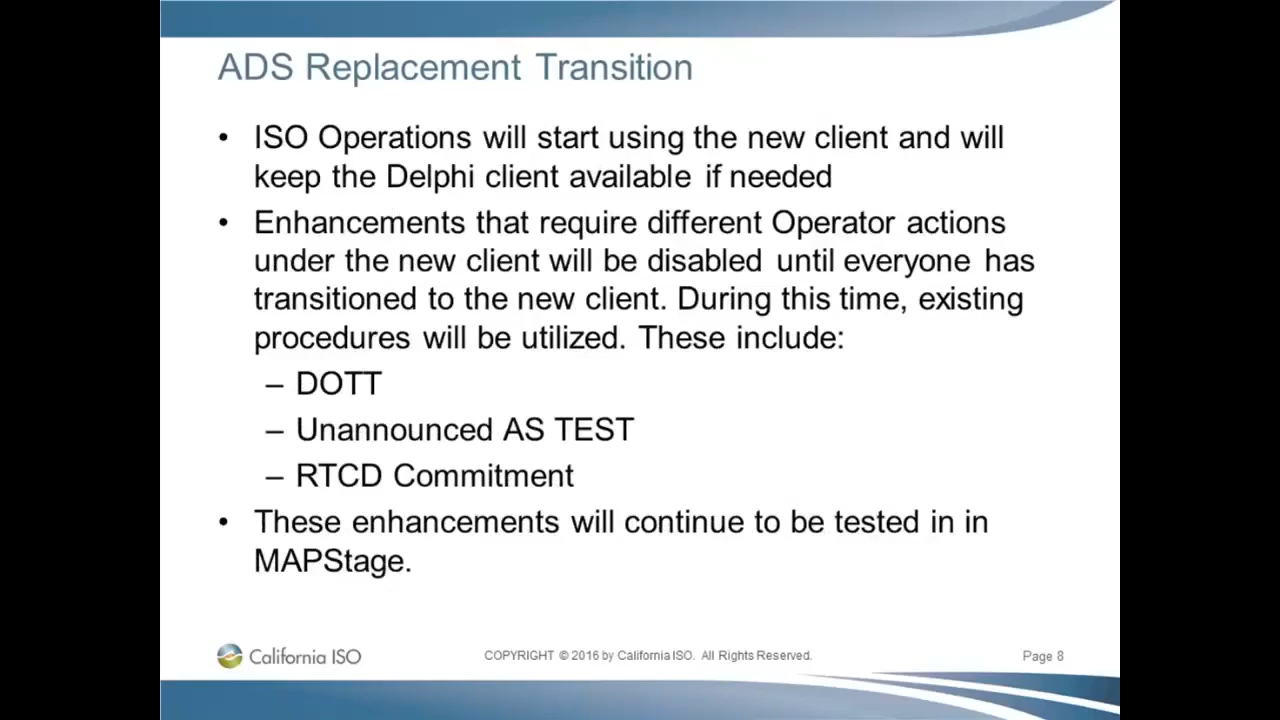 ADS Replacement Transition
• ISO Operations will start using the new client and will
keep the Delphi client available if needed
• Enhancements that require different Operator actions
under the new client will be disabled until everyone has
transitioned to the new client. During this time, existing
procedures will be utilized. These include:
– DOTT
– Unannounced AS TEST
– RTCD Commitment
• These enhancements will continue to be tested in in
MAPStage.
California ISO
COPYRIGHT © 2016 by California ISO. All Rights Reserved.
Page 8